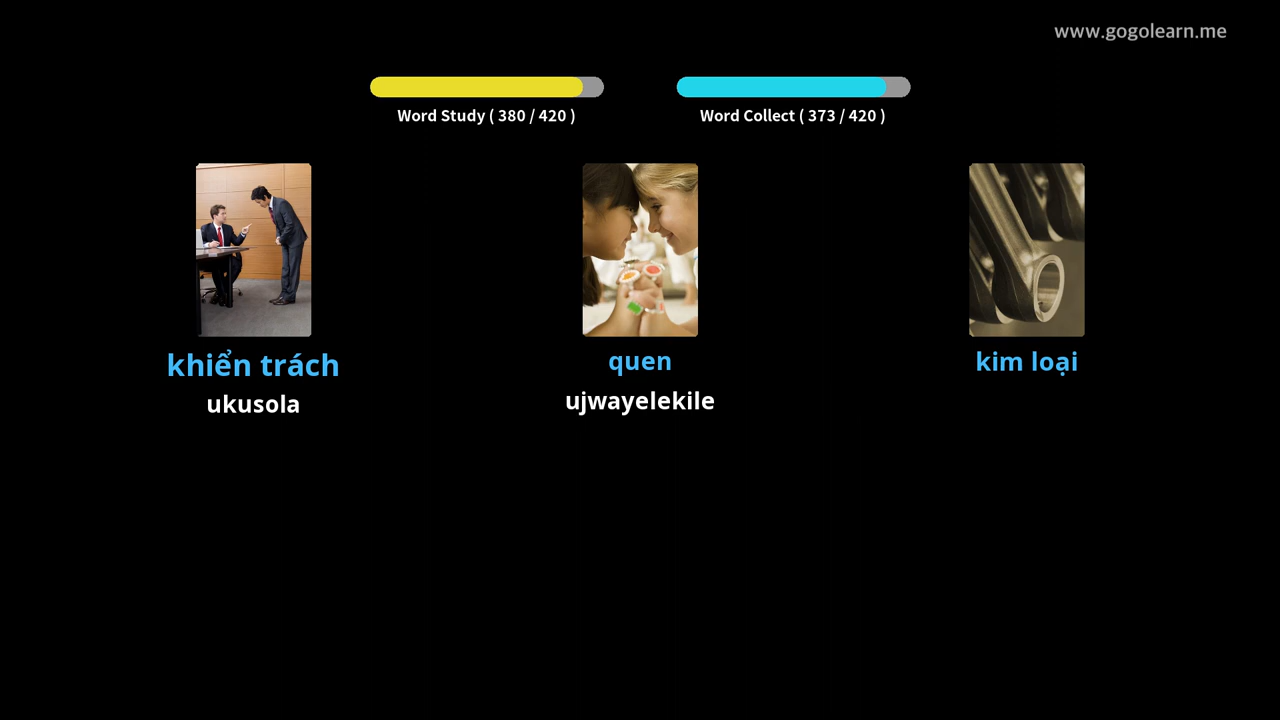 www.gogolearn.me
Word Study ( 380 / 420 )
Word Collect ( 373 / 420 )
khiển trách
quen
kim loại
ukusola
ujwayelekile